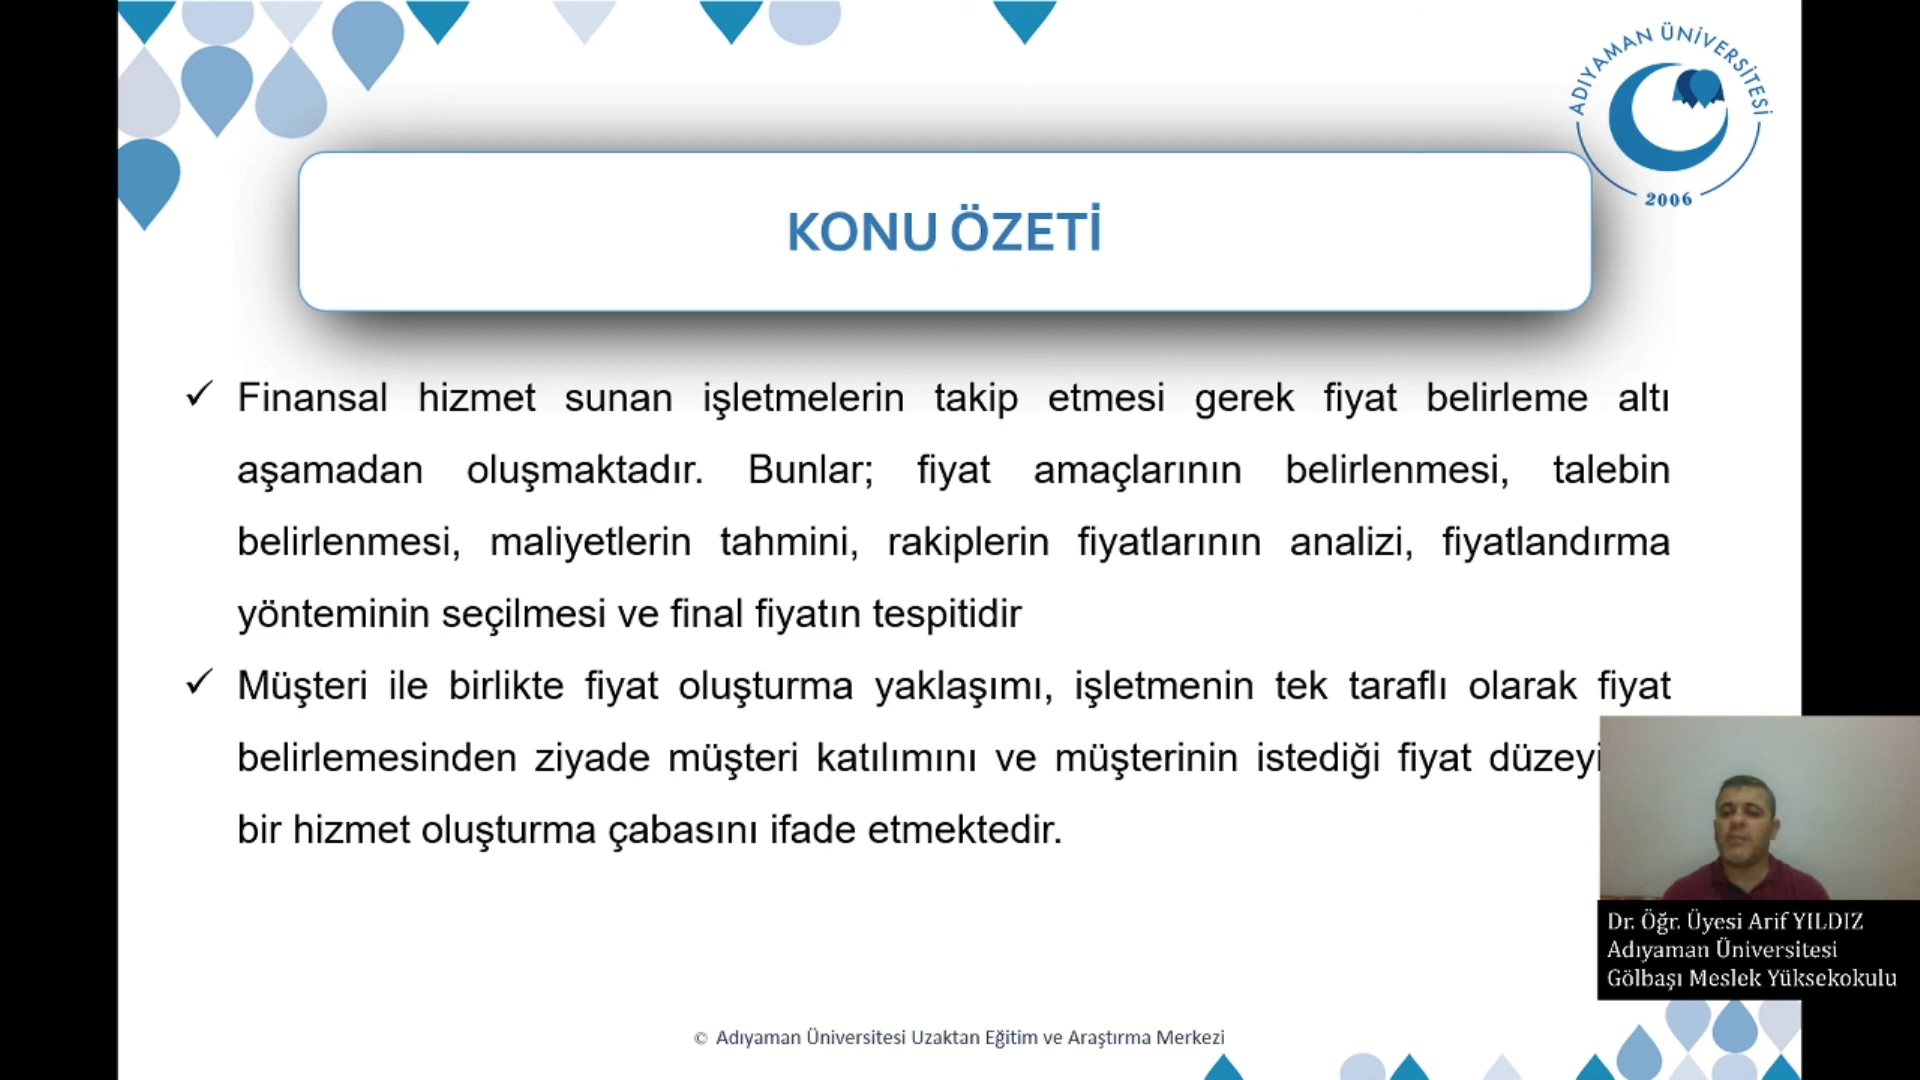 ADIYAMAN ÜNİVERSİTESİ
2006
KONU ÖZETİ
✓ Finansal hizmet sunan işletmelerin takip etmesi gerek fiyat belirleme altı
aşamadan oluşmaktadır. Bunlar; fiyat amaçlarının belirlenmesi, talebin
belirlenmesi, maliyetlerin tahmini, rakiplerin fiyatlarının analizi, fiyatlandırma
yönteminin seçilmesi ve final fiyatın tespitidir
✓ Müşteri ile birlikte fiyat oluşturma yaklaşımı, işletmenin tek taraflı olarak fiyat
belirlemesinden ziyade müşteri katılımını ve müşterinin istediği fiyat
bir hizmet oluşturma çabasını ifade etmektedir.
Dr. Öğr. Üyesi Arif YILDIZ
Adıyaman Üniversitesi
Gölbaşı Meslek Yüksekokulu
© Adıyaman Üniversitesi Uzaktan Eğitim ve Araştırma Merkezi